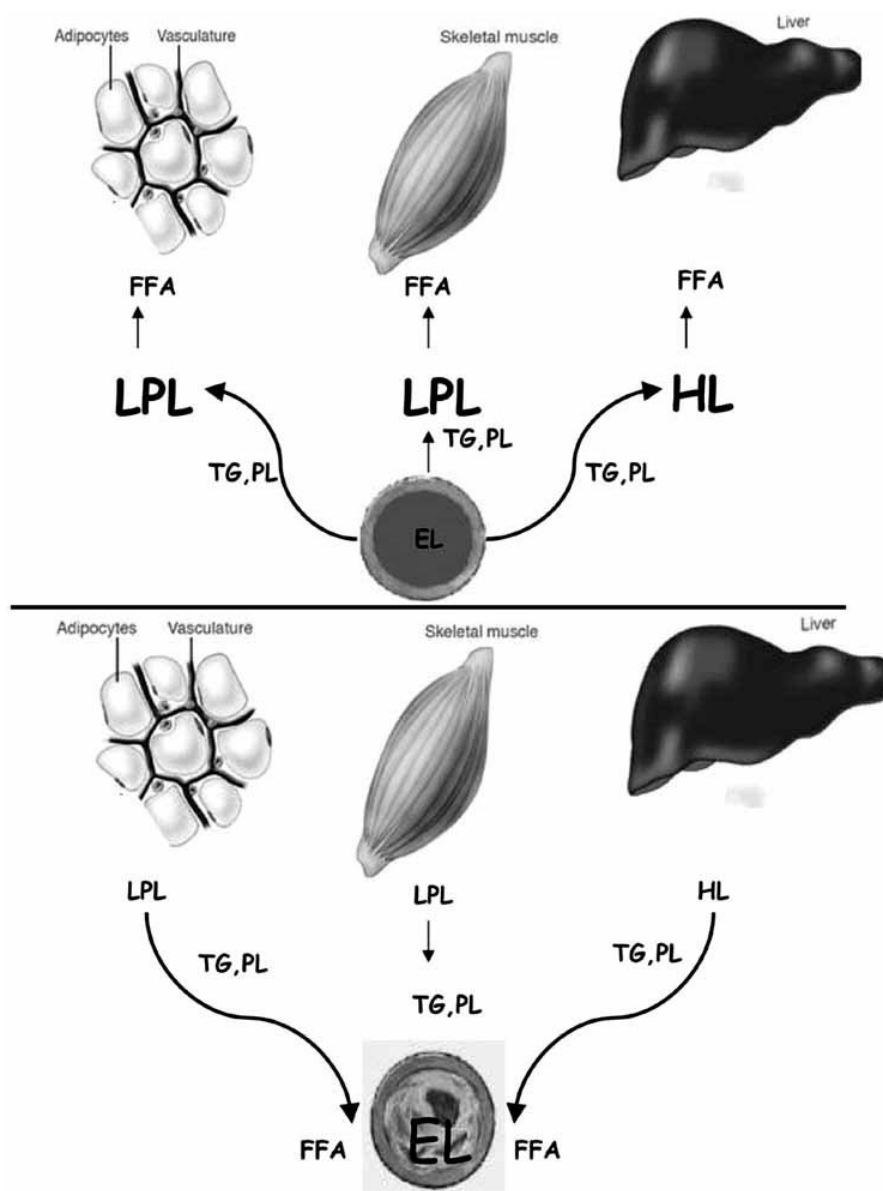 Adipocytes Vasculature
Skeletal muscle
Liver
FFA
FFA
FFA
LPL
LPL
HL
TG,PL
TG,PL
TG,PL
EL
Adipocytes Vasculature
Skeletal muscle
Liver
LPL
LPL
HL
TG,PL
TG,PL
TG,PL
EL
FFA
FFA